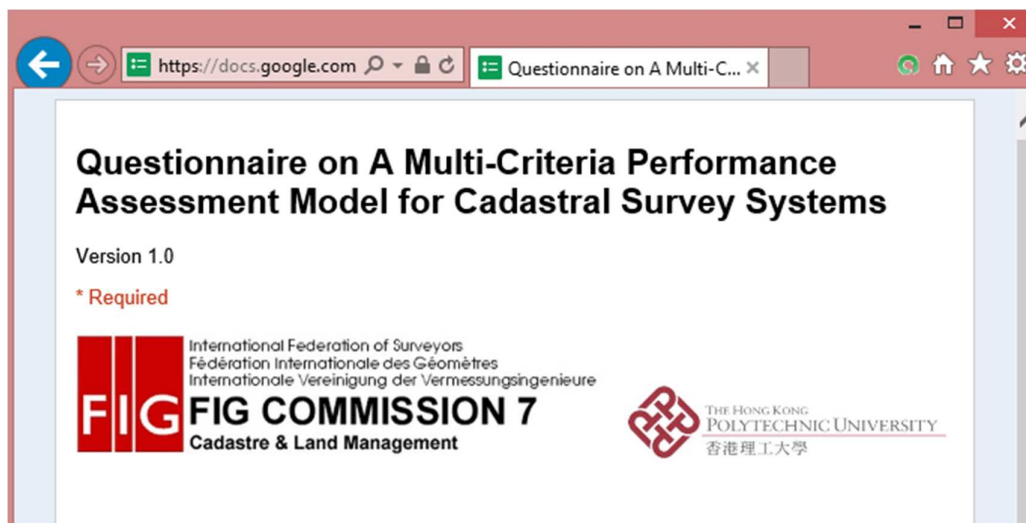 https://docs.google.com
Questionnaire on A Multi-C...
Questionnaire on A Multi-Criteria Performance
Assessment Model for Cadastral Survey Systems
Version 1.0
* Required
International Federation of Surveyors
Fédération Internationale des Géomètres
Internationale Vereinigung der Vermessungsingenieure
FIG
FIG COMMISSION 7
Cadastre & Land Management
THE HONG KONG
POLYTECHNIC UNIVERSITY
香港理工大學